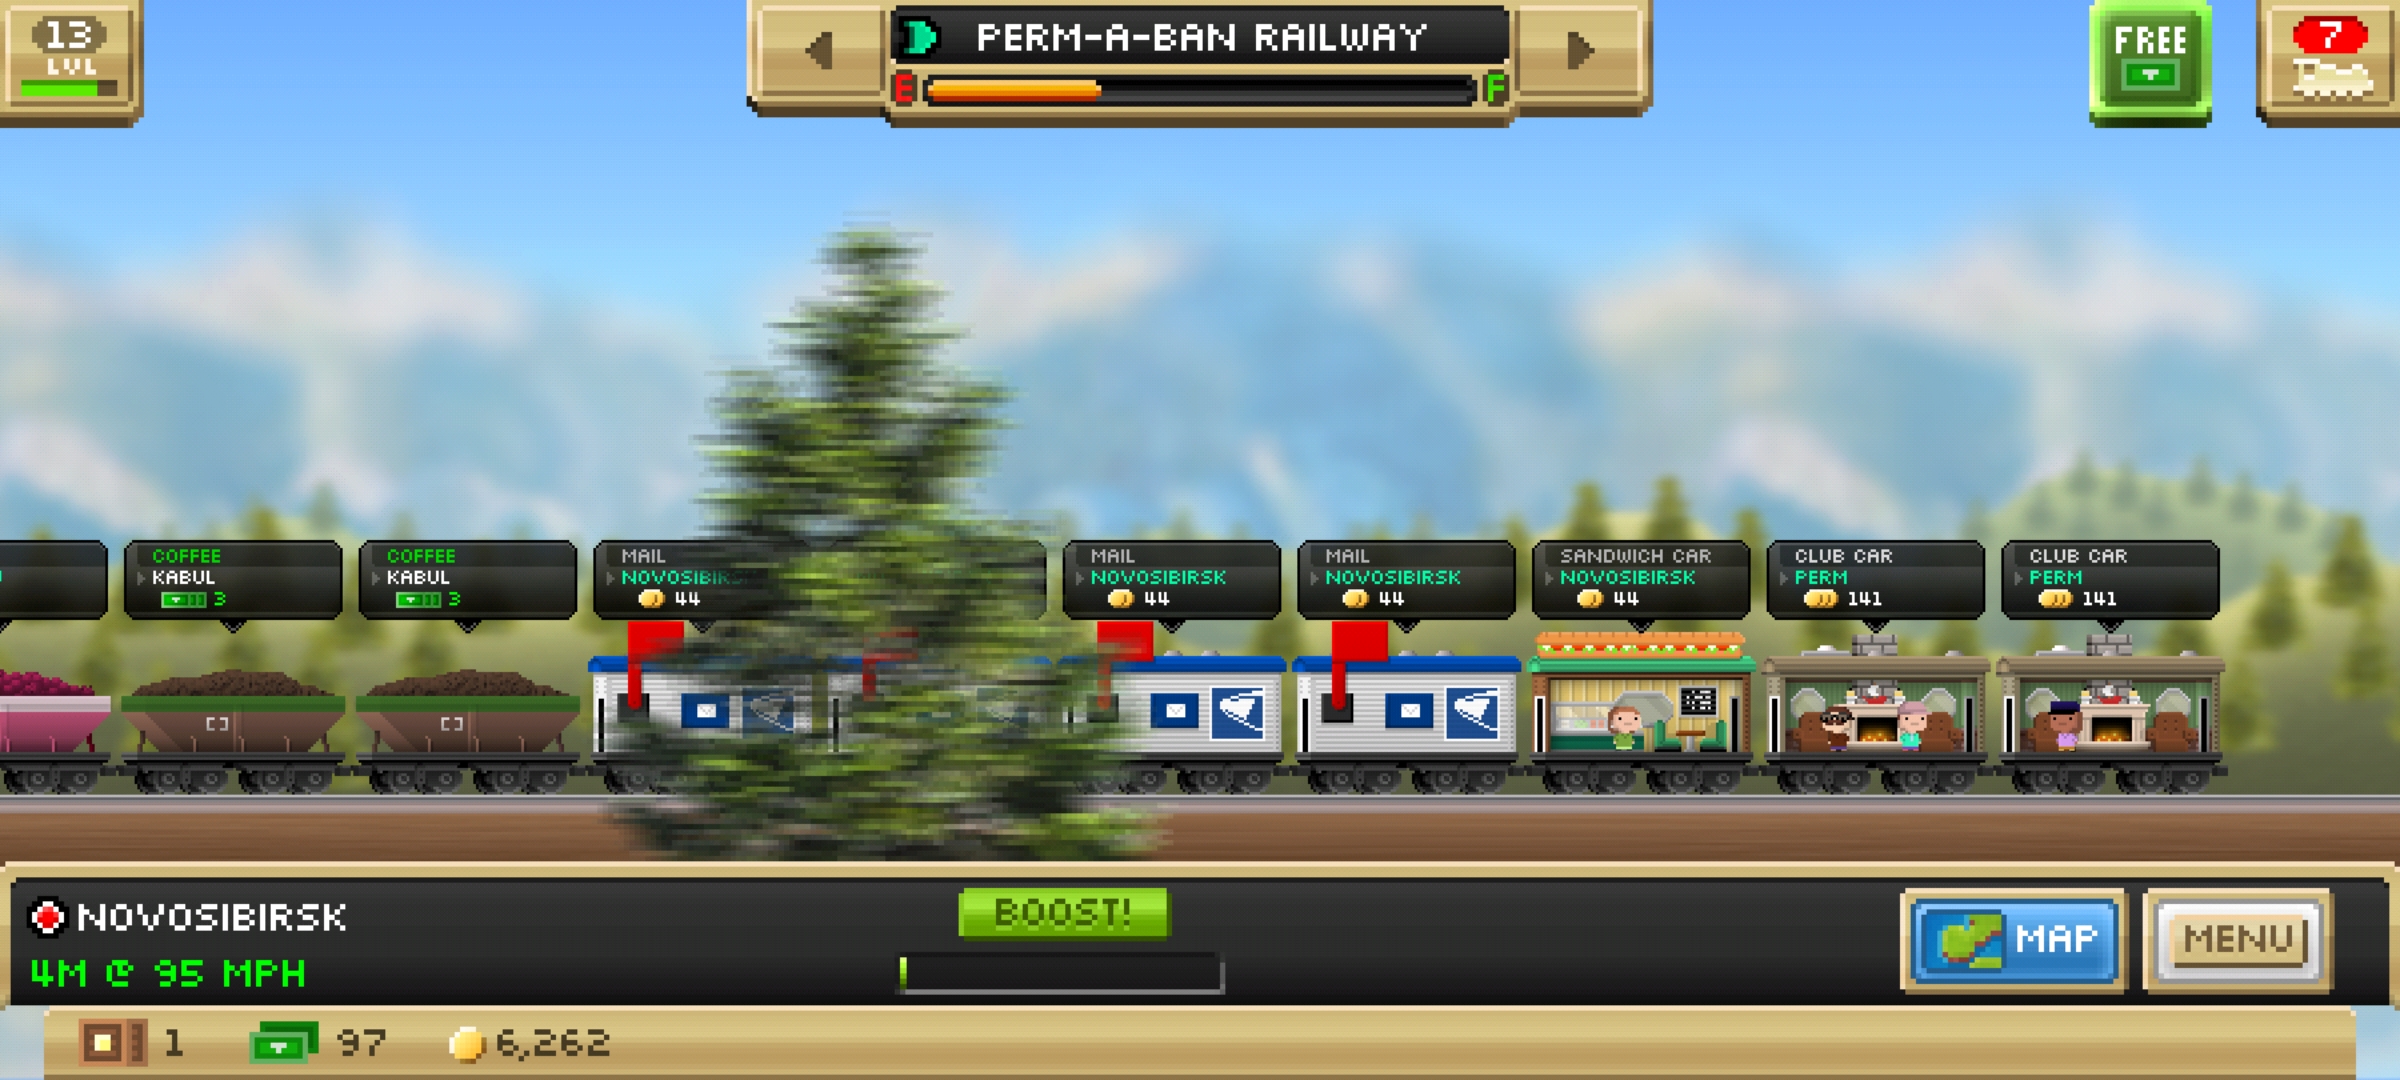 13
LVL
PERM-A-BAN RAILWAY
E
F
FREE
7
COFFEE
KABUL
3
COFFEE
KABUL
3
MAIL
NOVOSIBIRSK
44
MAIL
NOVOSIBIRSK
44
MAIL
NOVOSIBIRSK
44
SANDWICH CAR
NOVOSIBIRSK
44
CLUB CAR
PERM
141
CLUB CAR
PERM
141
NOVOSIBIRSK
4M @ 95 MPH
BOOST!
MAP
MENU
1
97
6,262